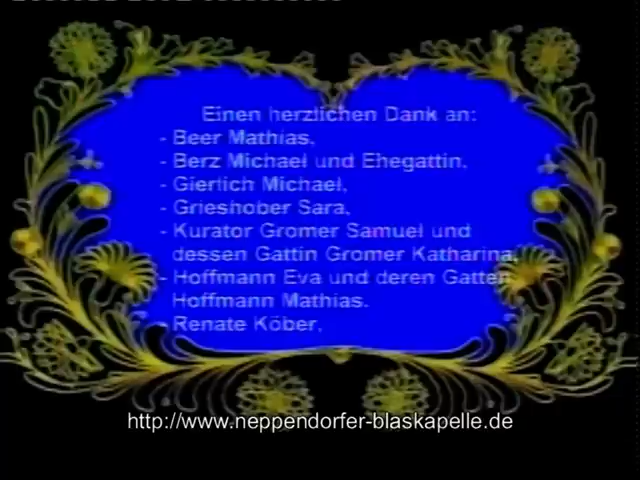 Einen herzlichen Dank an:
- Beer Mathias,
- Berz Michael und Ehegattin,
- Gierlich Michael,
- Grieshober Sara,
- Kurator Gromer Samuel und
dessen Gattin Gromer Katharina,
- Hoffmann Eva und deren Gatten
Hoffmann Mathias.
- Renate Köber,
http://www.neppendorfer-blaskapelle.de